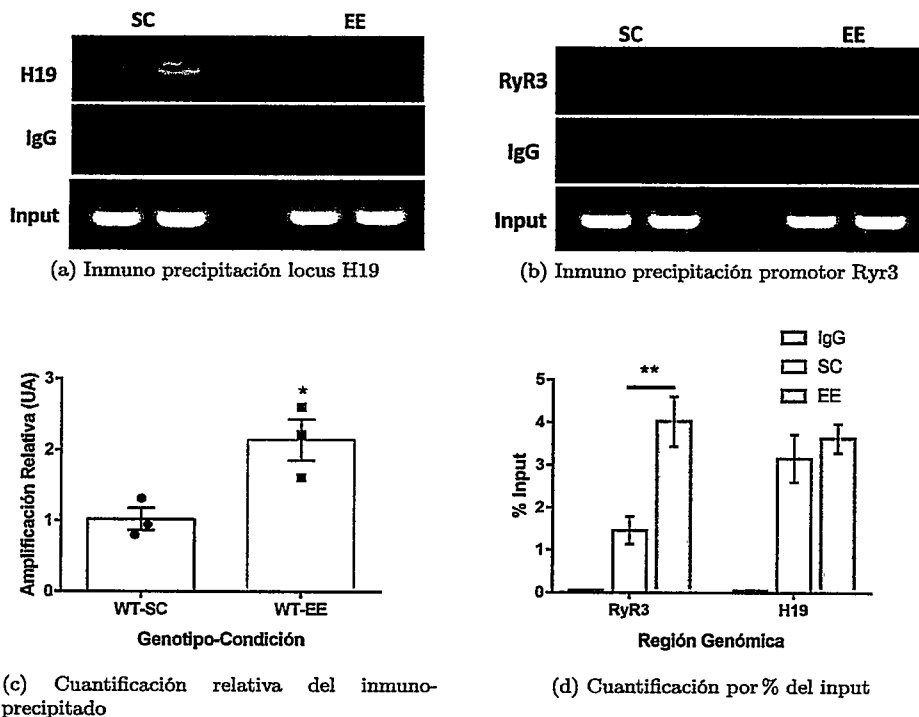 SC EE
H19
IgG
Input
(a) Inmuno precipitación locus H19
SC EE
RyR3
IgG
Input
(b) Inmuno precipitación promotor Ryr3
Amplificación Relativa (UA)
3
2
1
0
*
WT-SC WT-EE
Genotipo-Condición
(c) Cuantificación relativa del inmuno-
precipitado
IgG
SC
EE
% Input
5
4
3
2
1
0
**
RyR3 H19
Región Genómica
(d) Cuantificación por % del input